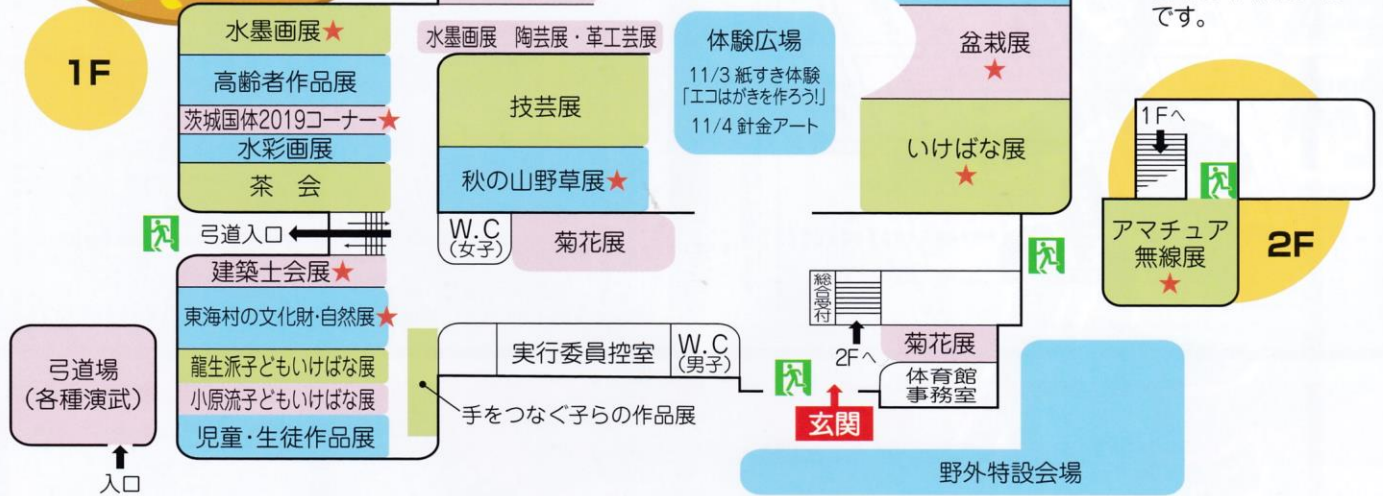 です。
1F
水墨画展★
高齢者作品展
茨城国体2019コーナー★
水彩画展
茶 会
弓道入口
建築士会展★
東海村の文化財・自然展★
龍生派子どもいけばな展
小原流子どもいけばな展
児童・生徒作品展
弓道場
(各種演武)
入口
水墨画展 陶芸展・革工芸展
技芸展
秋の山野草展★
W.C
(女子)
菊花展
体験広場
11/3 紙すき体験
「エコはがきを作ろう!」
11/4 針金アート
盆栽展
★
いけばな展
★
実行委員控室
W.C
(男子)
手をつなぐ子らの作品展
総合受付
2Fへ
菊花展
体育館
事務室
玄関
野外特設会場
1Fへ
アマチュア
無線展
★
2F